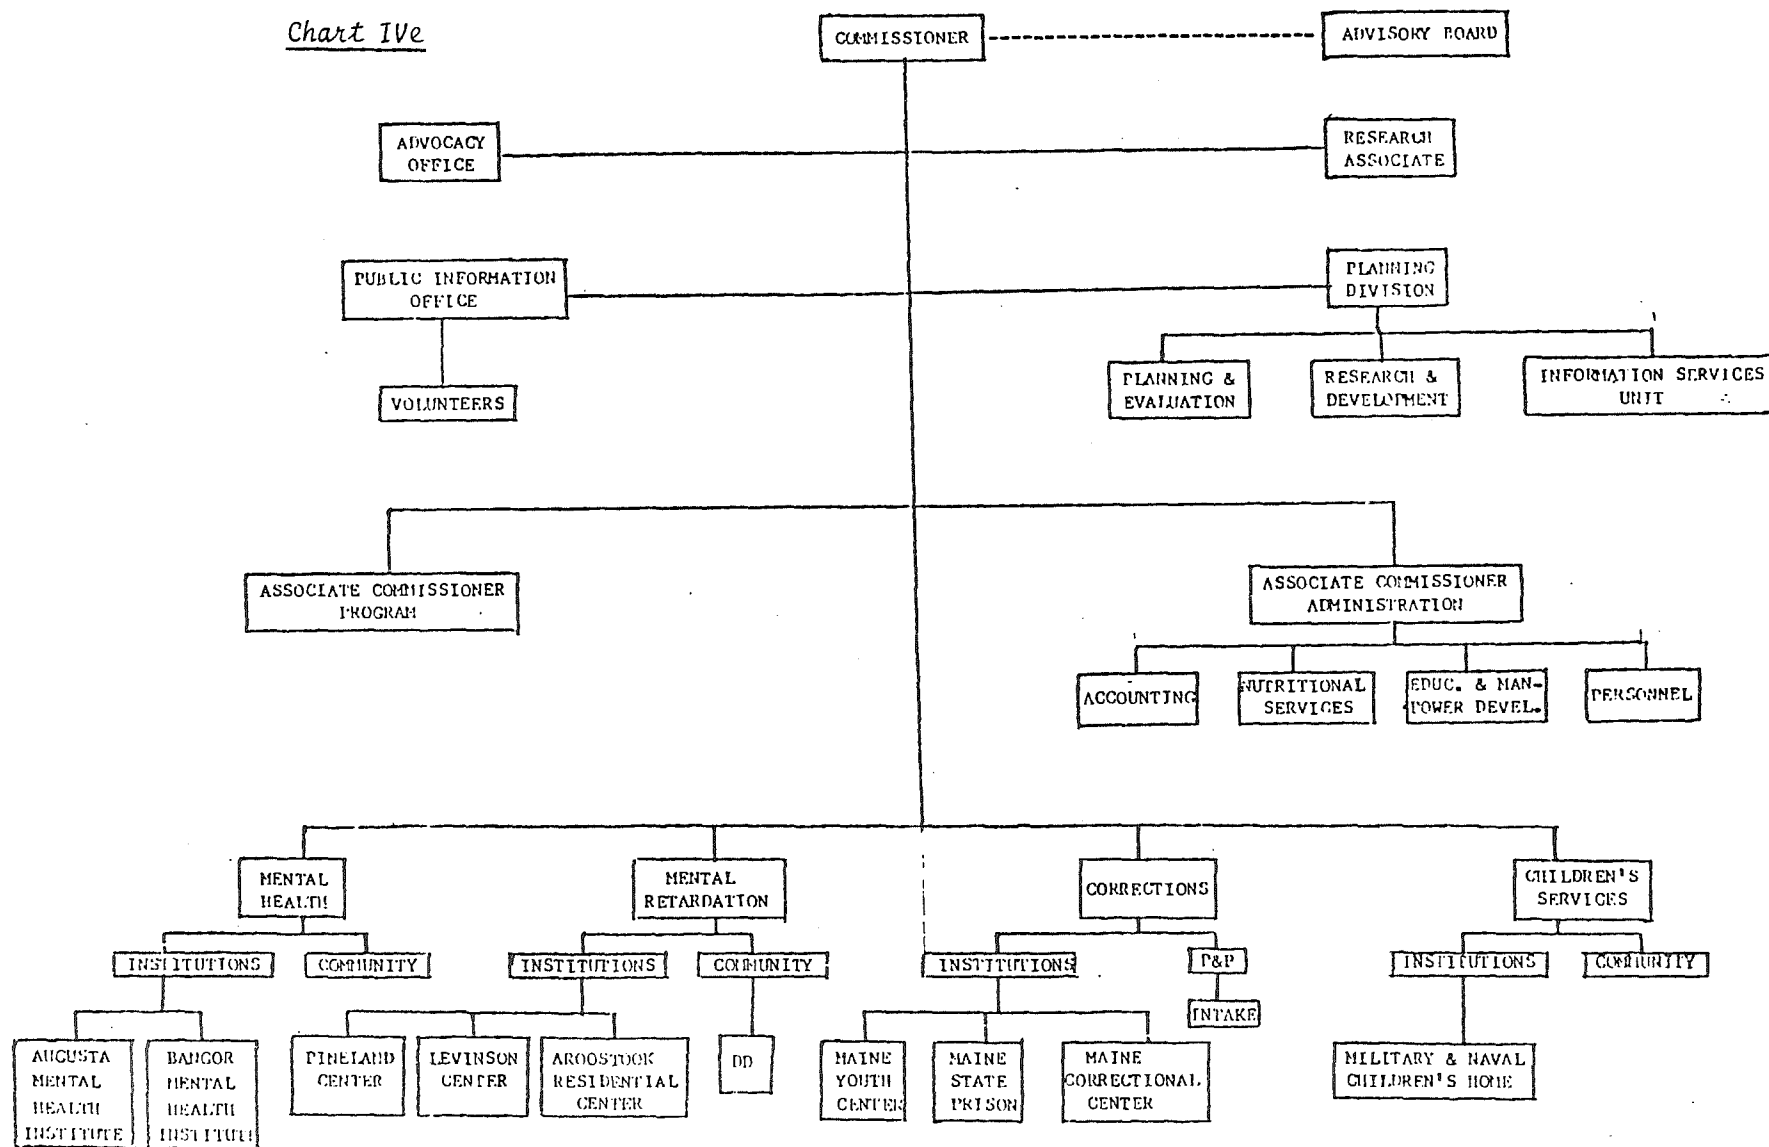 Chart IVe
COMMISSIONER
ADVISORY BOARD
ADVOCACY
OFFICE
RESEARCH
ASSOCIATE
PUBLIC INFORMATION
OFFICE
PLANNING
DIVISION
VOLUNTEERS
PLANNING &
EVALUATION
RESEARCH &
DEVELOPMENT
INFORMATION SERVICES
UNIT
ASSOCIATE COMMISSIONER
PROGRAM
ASSOCIATE COMMISSIONER
ADMINISTRATION
ACCOUNTING
NUTRITIONAL
SERVICES
EDUC. & MAN-
POWER DEVEL.
PERSONNEL
MENTAL
HEALTH
MENTAL
RETARDATION
CORRECTIONS
CHILDREN'S
SERVICES
INSTITUTIONS
COMMUNITY
INSTITUTIONS
COMMUNITY
INSTITUTIONS
P&P
INSTITUTIONS
COMMUNITY
INTAKE
AUGUSTA
MENTAL
HEALTH
INSTITUTE
BANGOR
MENTAL
HEALTH
INSTITUTE
PINELAND
CENTER
LEVINSON
CENTER
AROOSTOOK
RESIDENTIAL
CENTER
DD
MAINE
YOUTH
CENTER
MAINE
STATE
PRISON
MAINE
CORRECTIONAL
CENTER
MILITARY & NAVAL
CHILDREN'S HOME